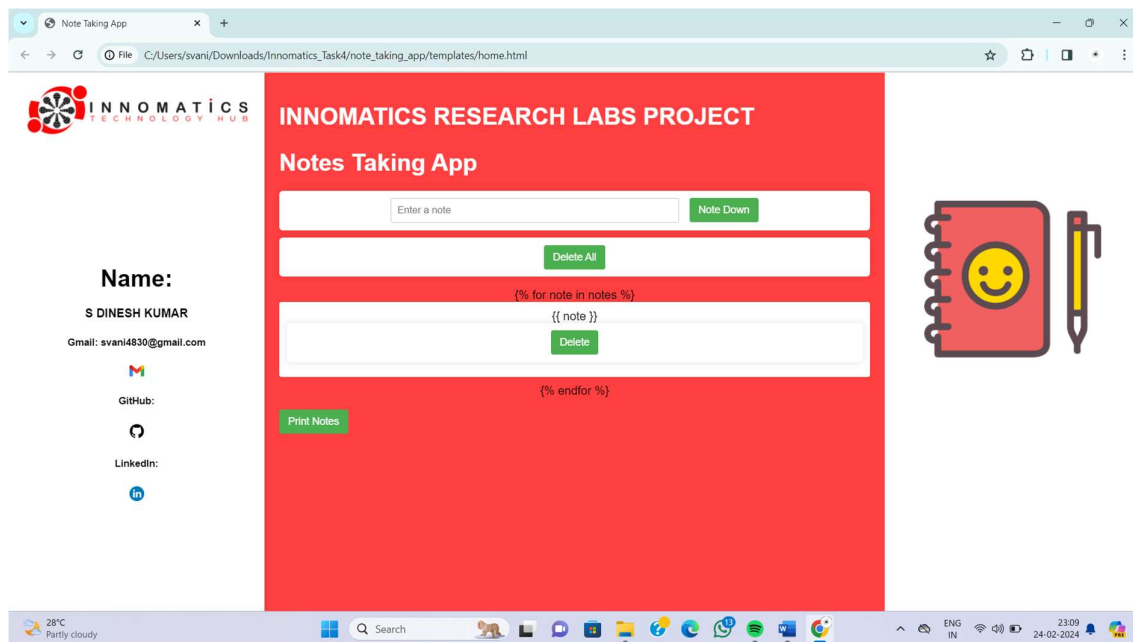 Note Taking App
File
C:/Users/svani/Downloads/Innomatics_Task4/note_taking_app/templates/home.html
INNOMATiCS
TECHNOLOGY HUB
Name:
S DINESH KUMAR
Gmail: svani4830@gmail.com
GitHub:
LinkedIn:
in
INNOMATICS RESEARCH LABS PROJECT
Notes Taking App
Enter a note
Note Down
Delete All
{% for note in notes %}
{{ note }}
Delete
{% endfor %}
Print Notes
28°C
Partly cloudy
Search
13
ENG
IN
23:09
24-02-2024
PRE